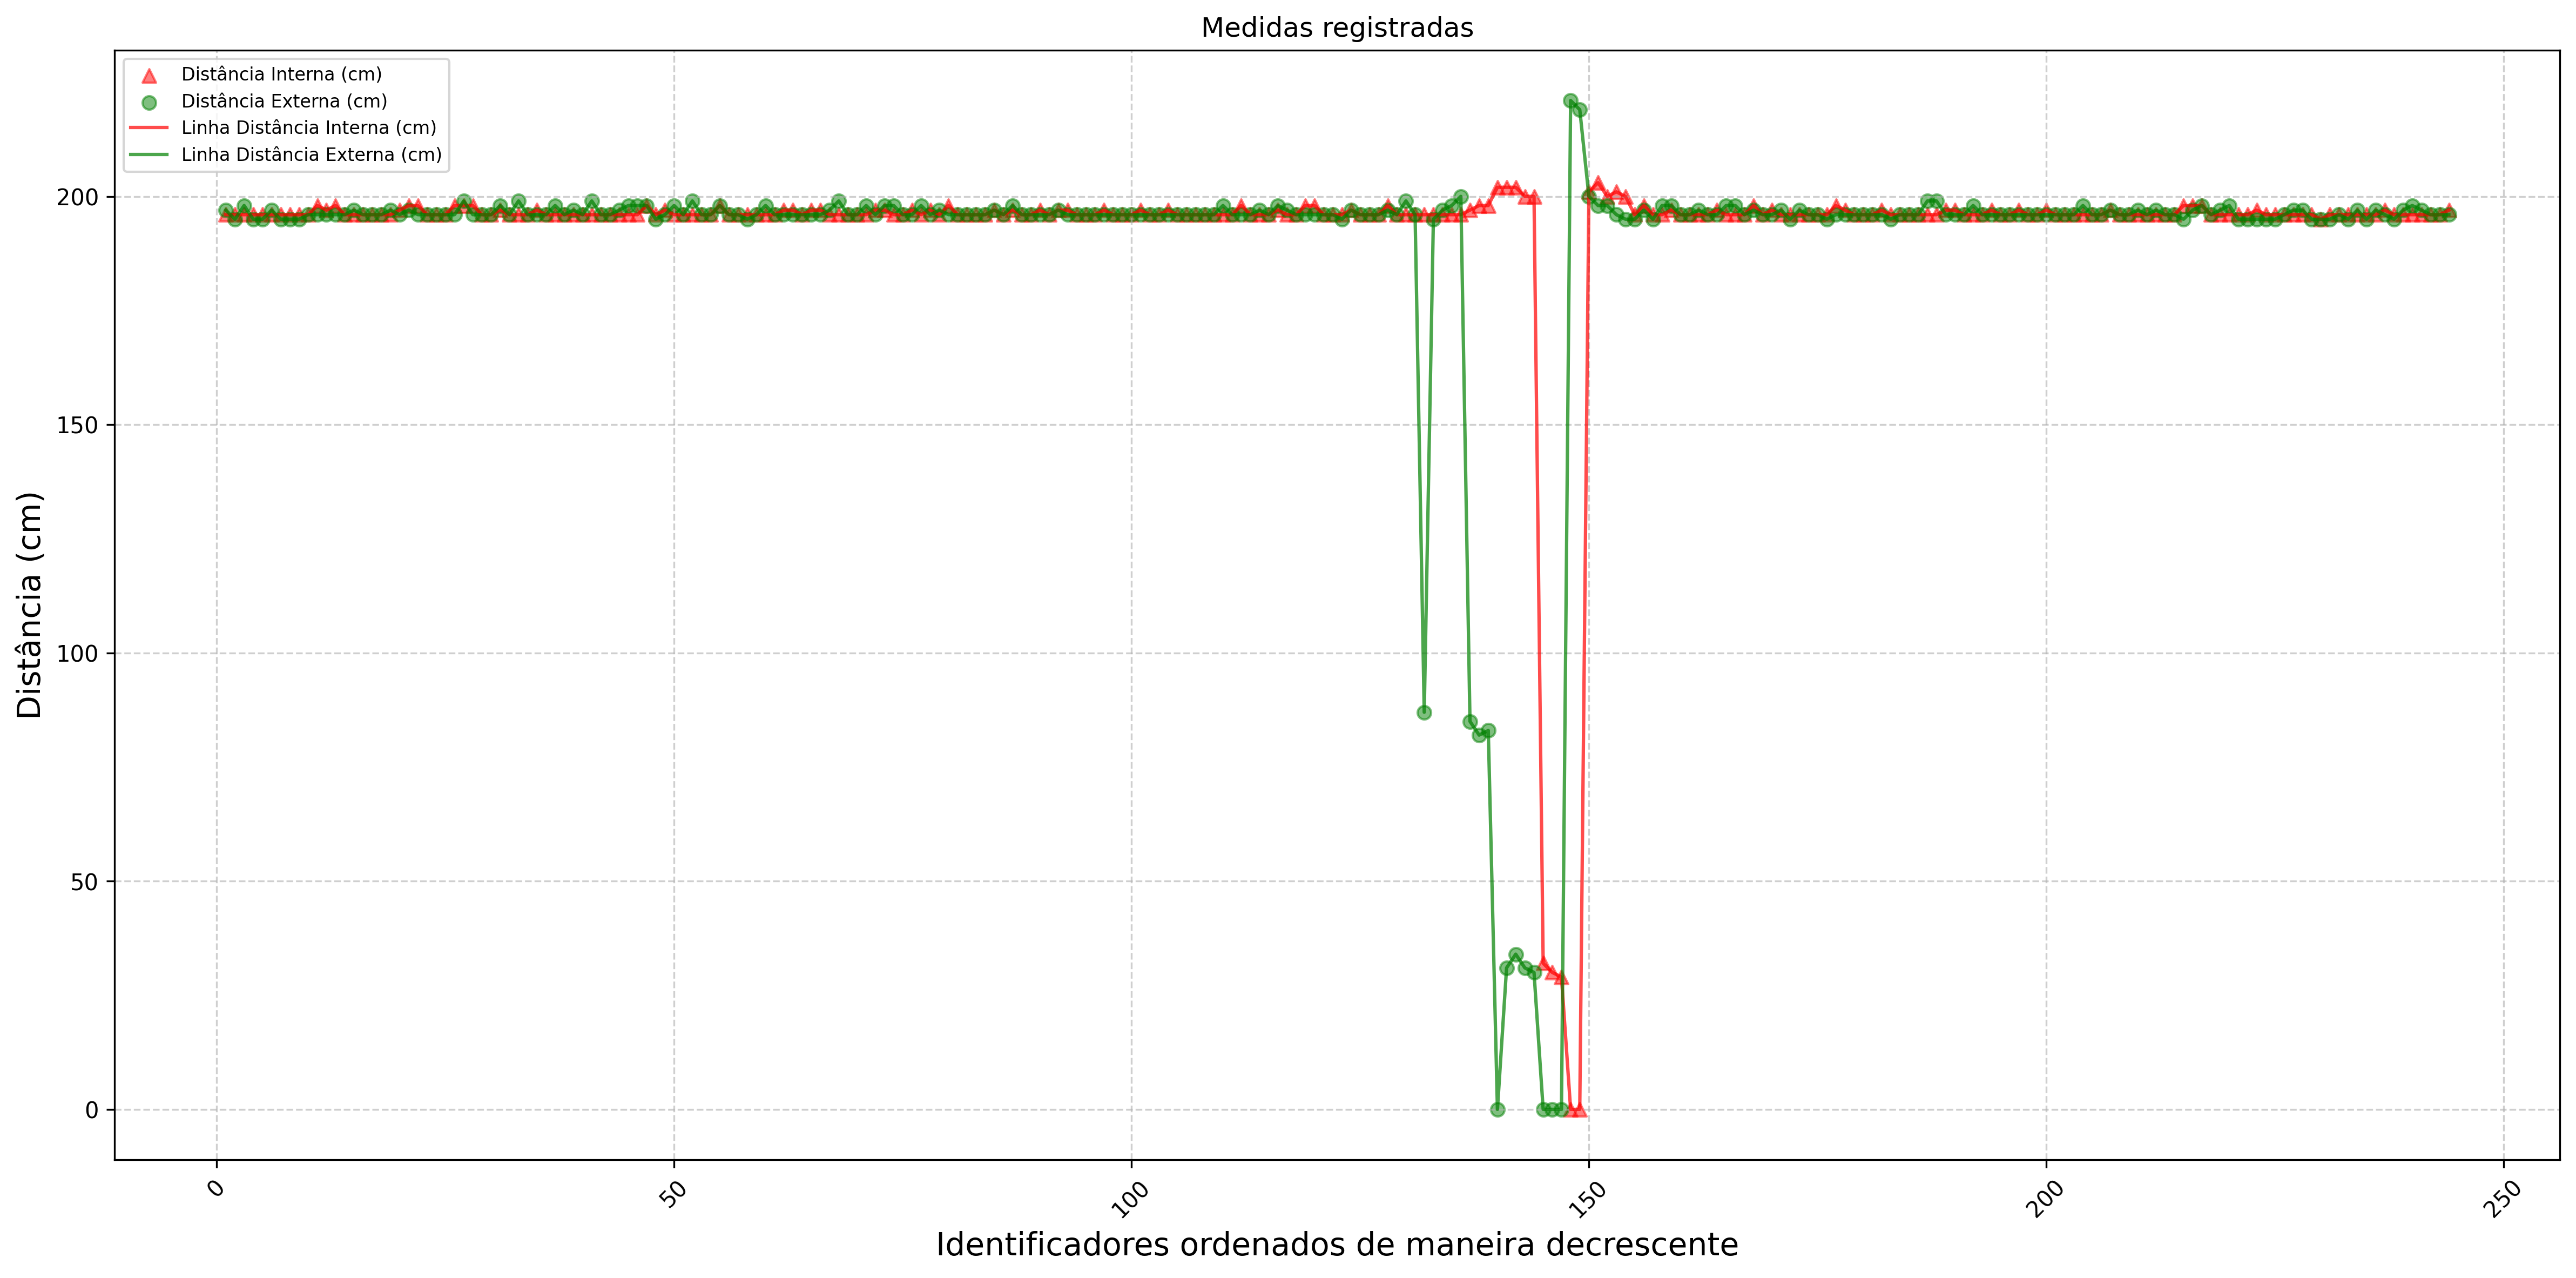 Medidas registradas
Distância Interna (cm)
Distância Externa (cm)
Linha Distância Interna (cm)
Linha Distância Externa (cm)
Distância (cm)
200
150
100
50
0
0
50
100
150
200
250
Identificadores ordenados de maneira decrescente